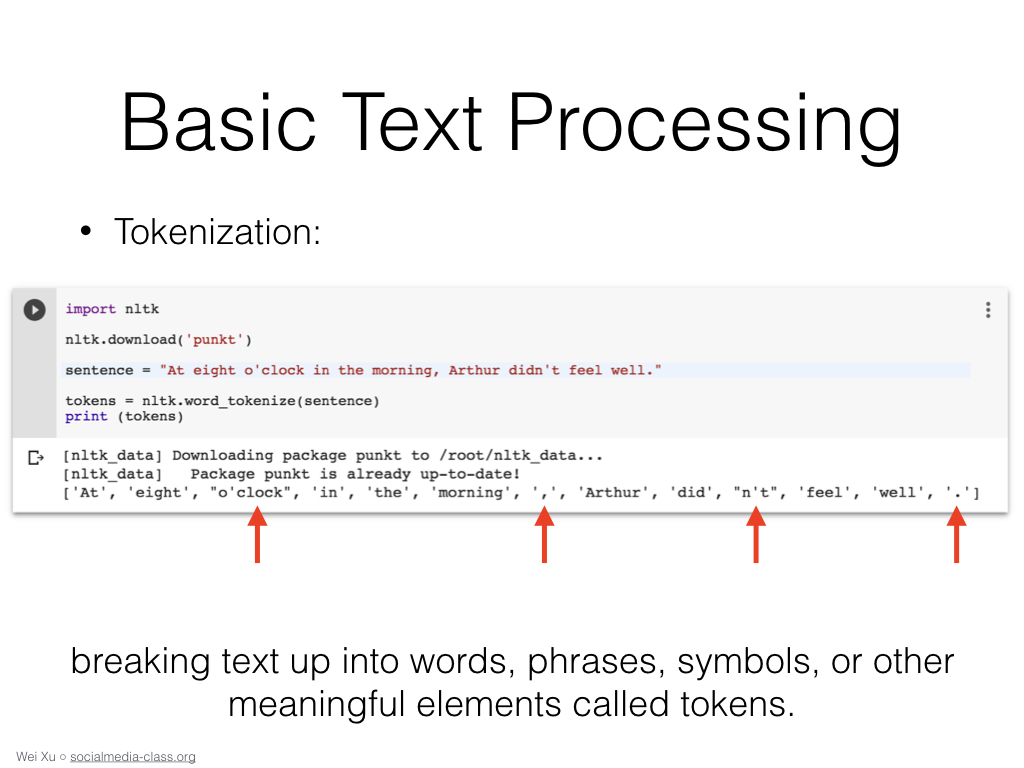 Basic Text Processing
• Tokenization:
import nltk
nltk.download('punkt')
sentence = "At eight o'clock in the morning, Arthur didn't feel well."
tokens = nltk.word_tokenize(sentence)
print (tokens)
[nltk_data] Downloading package punkt to /root/nltk_data...
[nltk_data]   Package punkt is already up-to-date!
['At', 'eight', "o'clock", 'in', 'the', 'morning', ',', 'Arthur', 'did', "n't", 'feel', 'well', '.']
breaking text up into words, phrases, symbols, or other
meaningful elements called tokens.
Wei Xu ○ socialmedia-class.org